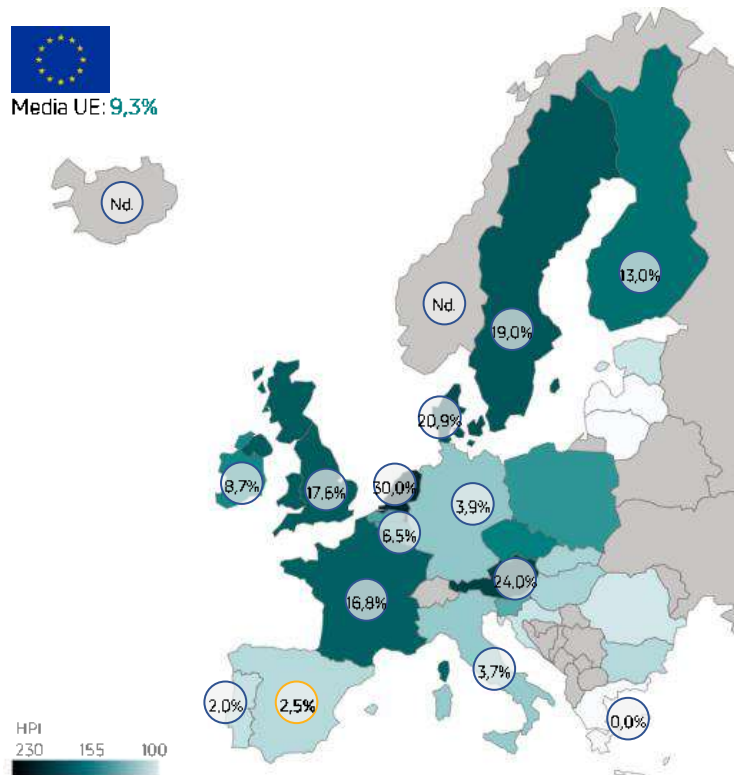 Media UE: 9,3%
Nd.
Nd.
13,0%
19,0%
20,9%
8,7%
17,6%
30,0%
3,9%
6,5%
24,0%
16,8%
3,7%
2,0%
2,5%
0,0%
HPI
230 155 100